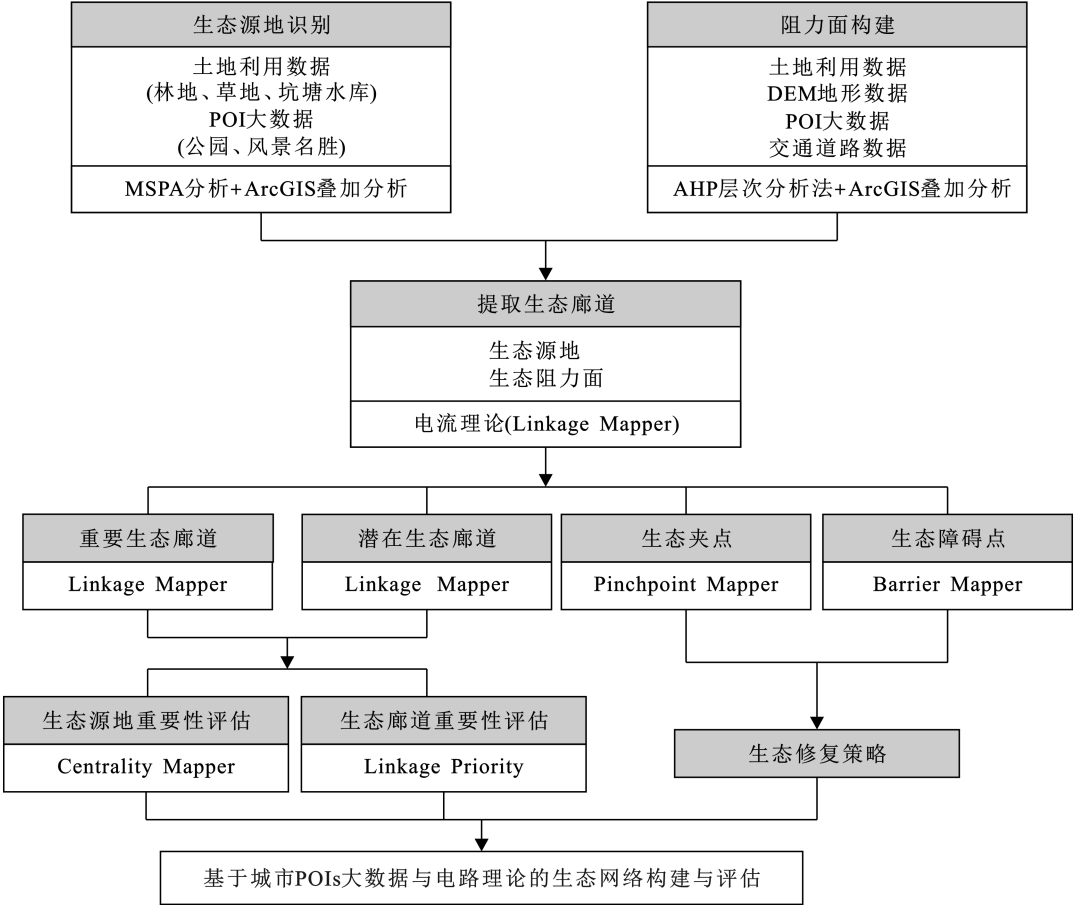 生态源地识别
土地利用数据
(林地、草地、坑塘水库)
POI大数据
(公园、风景名胜)
MSPA分析+ArcGIS叠加分析
阻力面构建
土地利用数据
DEM地形数据
POI大数据
交通道路数据
AHP层次分析法+ArcGIS叠加分析
提取生态廊道
生态源地
生态阻力面
电流理论(Linkage Mapper)
重要生态廊道
Linkage Mapper
潜在生态廊道
Linkage Mapper
生态夹点
Pinchpoint Mapper
生态障碍点
Barrier Mapper
生态源地重要性评估
Centrality Mapper
生态廊道重要性评估
Linkage Priority
生态修复策略
基于城市POIs大数据与电路理论的生态网络构建与评估